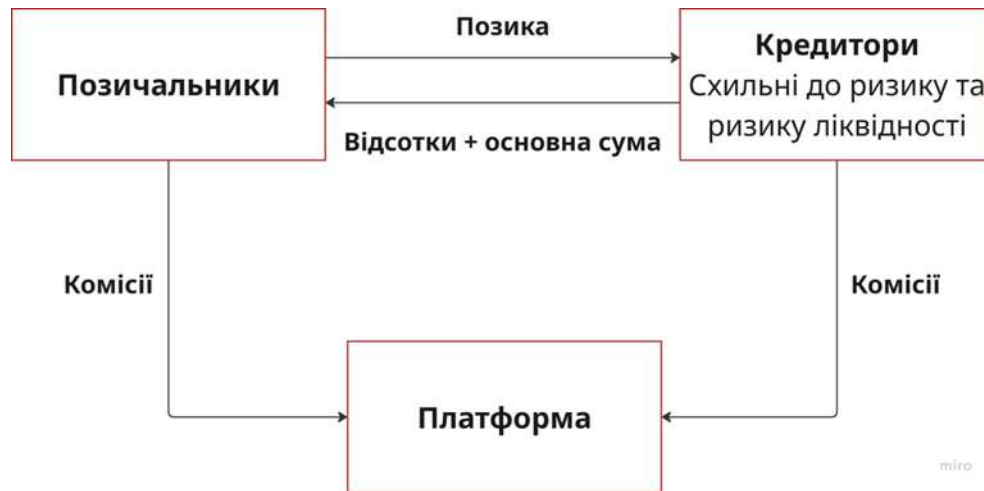 Позика
Позичальники
Кредитори
Схильні до ризику та
ризику ліквідності
Відсотки + основна сума
Комісії
Комісії
Платформа
miro